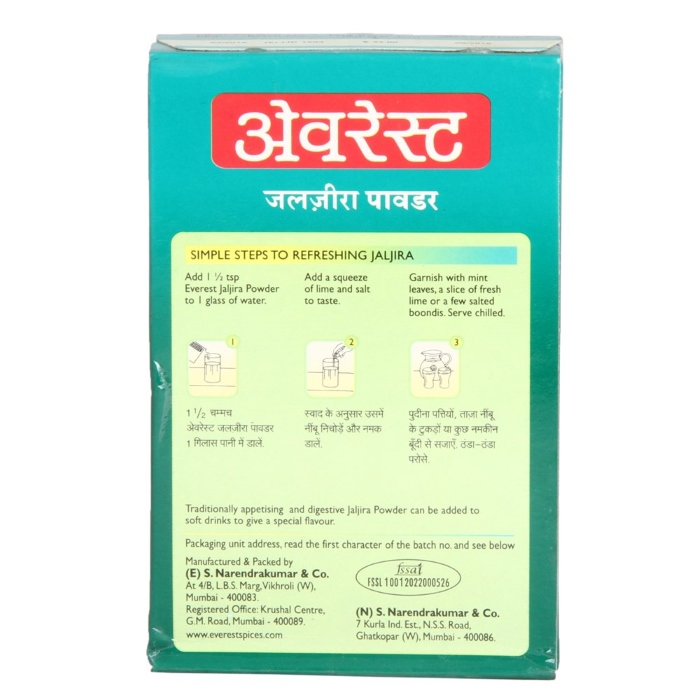 अेवरेस्ट
जलज़ीरा पावडर
SIMPLE STEPS TO REFRESHING JALJIRA
Add 1 ½ tsp
Everest Jaljira Powder
to 1 glass of water.
Add a squeeze
of lime and salt
to taste.
Garnish with mint
leaves, a slice of fresh
lime or a few salted
boondis. Serve chilled.
1
2
3
1 1/2 चम्मच
अेवरेस्ट जलजीरा पावडर
1 गिलास पानी में डालें.
स्वाद के अनुसार उसमें
नींबू निचोड़ें और नमक
डालें.
पुदीना पत्तियों, ताजा नींबू
के टुकड़ों या कुछ नमकीन
बूँदी से सजाएँ. ठंडा-ठंडा
परोसे.
Traditionally appetising and digestive Jaljira Powder can be added to
soft drinks to give a special flavour.
Packaging unit address, read the first character of the batch no. and see below
Manufactured & Packed by
(E) S. Narendrakumar & Co.
At 4/B, L.B.S. Marg, Vikhroli (W),
Mumbai - 400083.
Registered Office: Krushal Centre,
G.M. Road, Mumbai - 400089.
www.everestspices.com
fssai
FSSL 10012022000526
(N) S. Narendrakumar & Co.
7 Kurla Ind. Est., N.S.S. Road,
Ghatkopar (W), Mumbai - 400086.